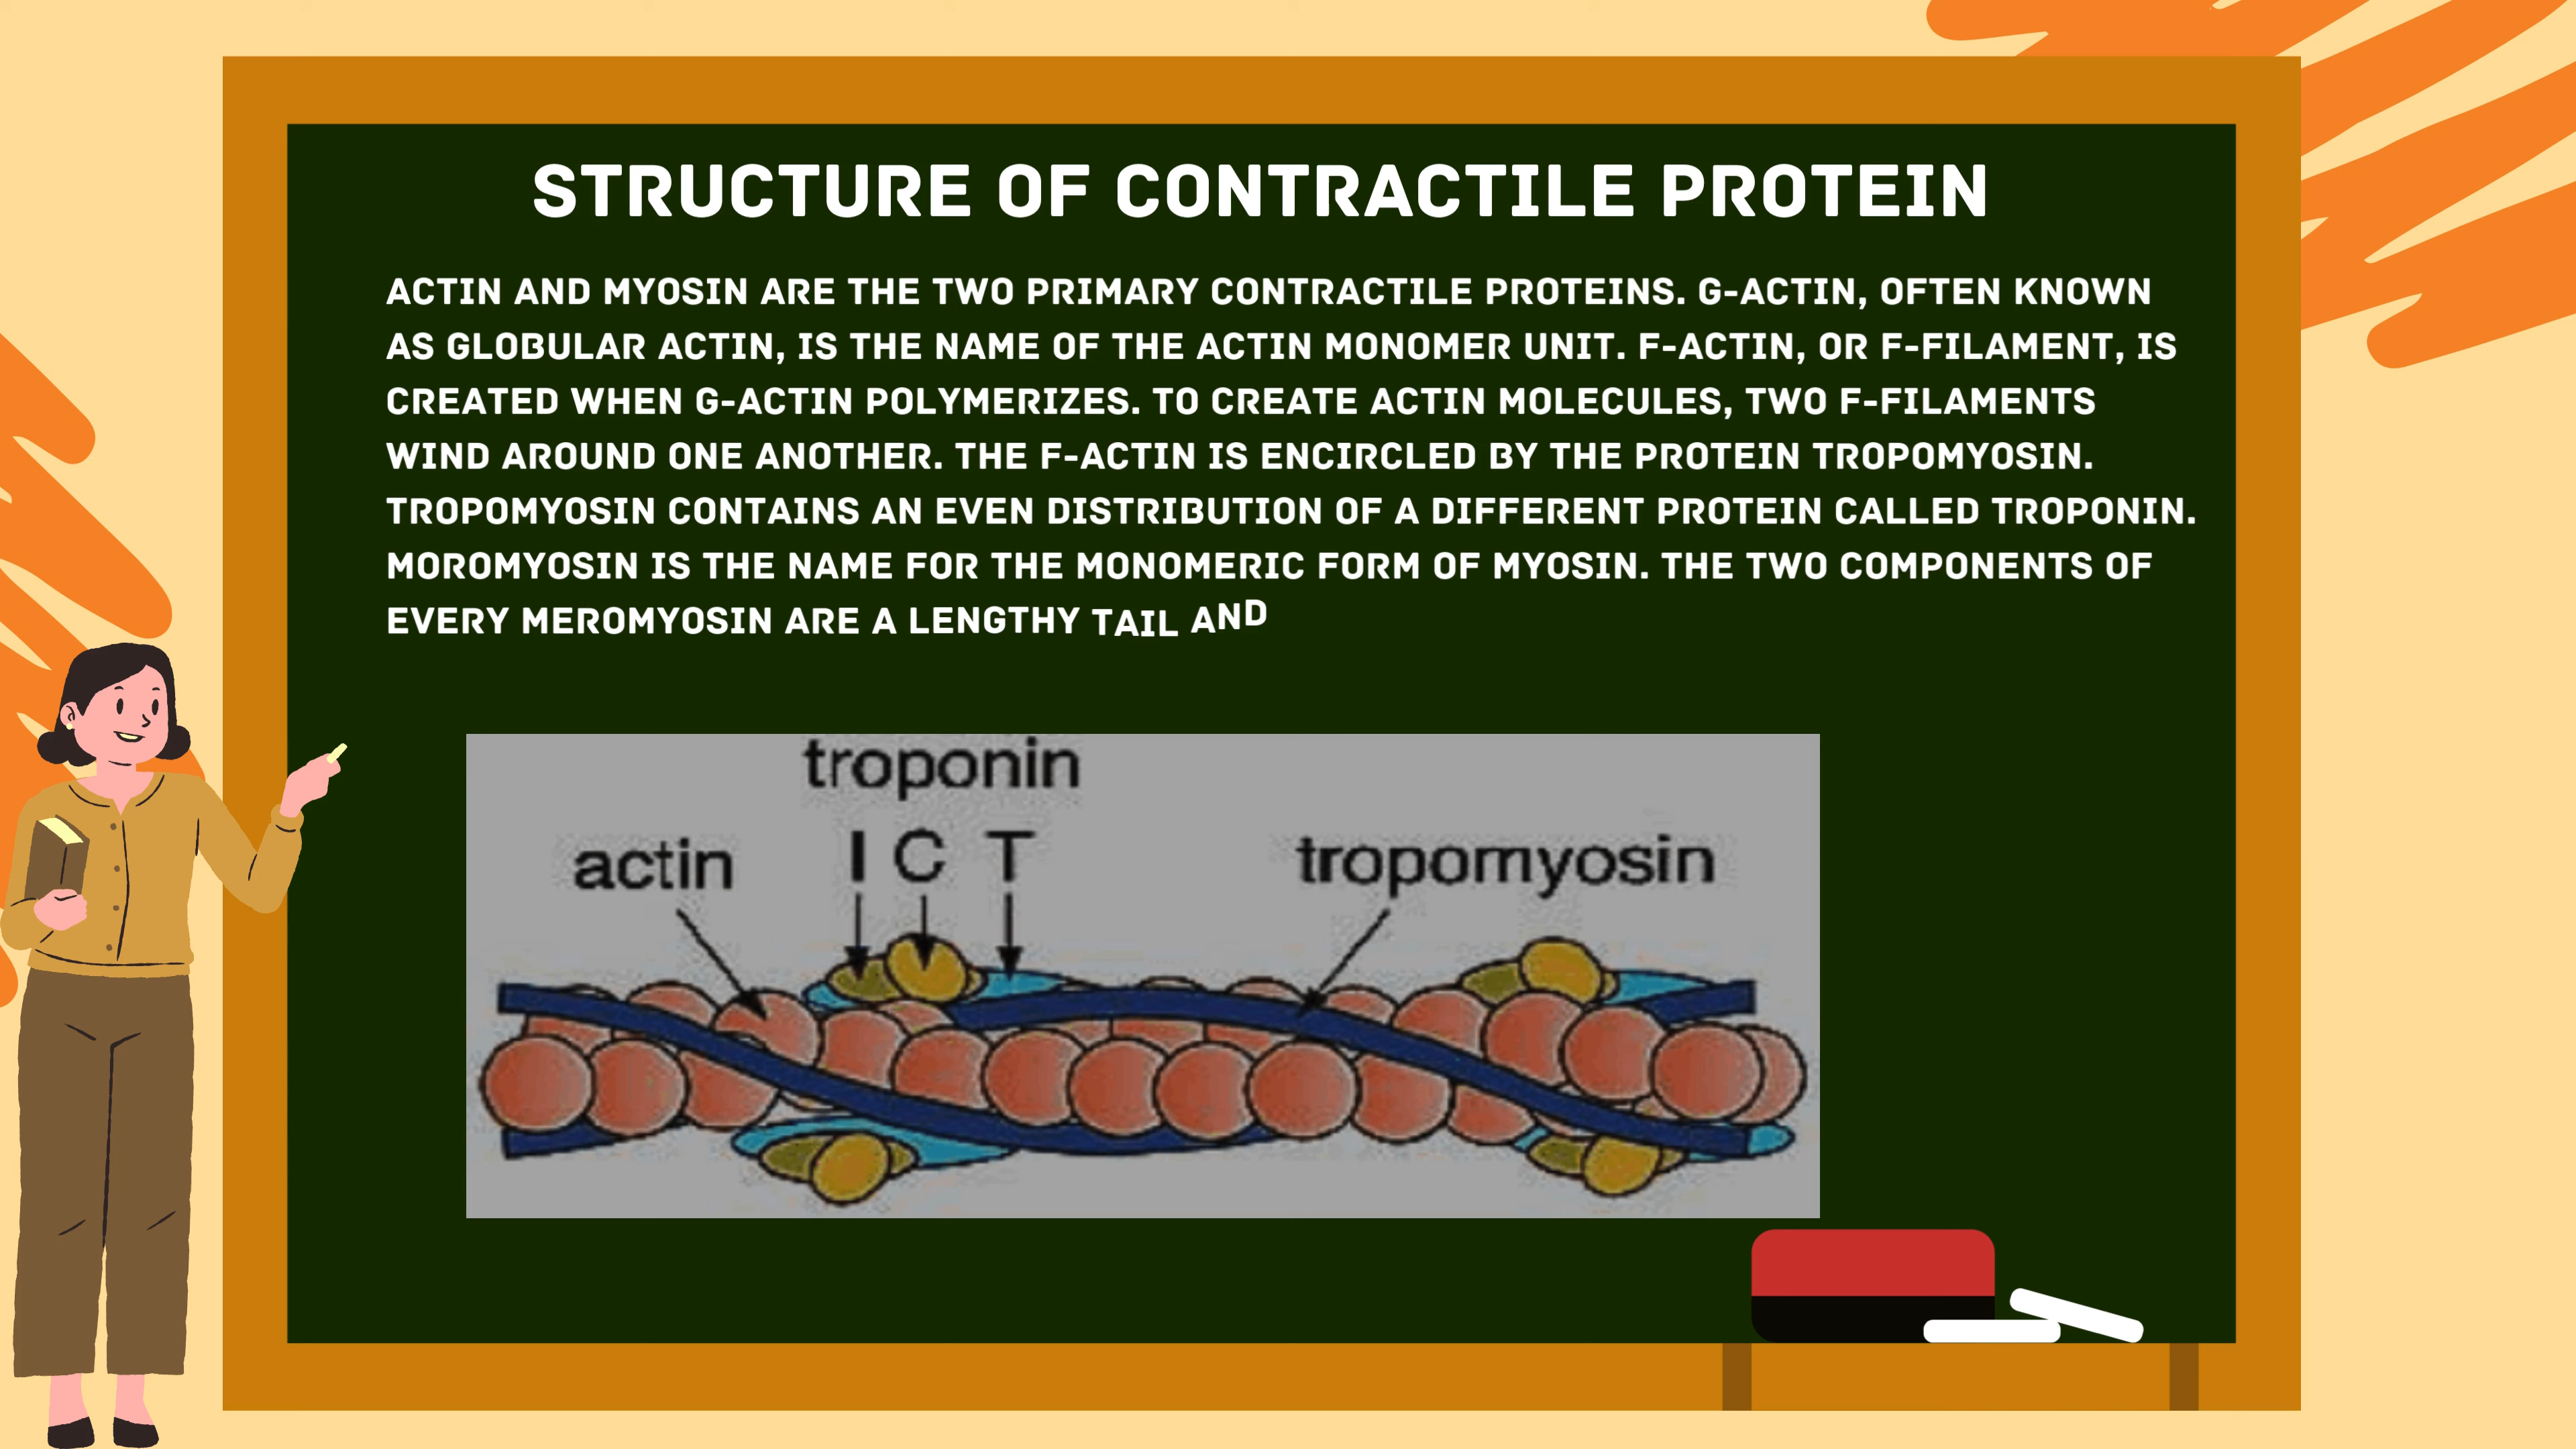 STRUCTURE OF CONTRACTILE PROTEIN
ACTIN AND MYOSIN ARE THE TWO PRIMARY CONTRACTILE PROTEINS. G-ACTIN, OFTEN KNOWN
AS GLOBULAR ACTIN, IS THE NAME OF THE ACTIN MONOMER UNIT. F-ACTIN, OR F-FILAMENT, IS
CREATED WHEN G-ACTIN POLYMERIZES. TO CREATE ACTIN MOLECULES, TWO F-FILAMENTS
WIND AROUND ONE ANOTHER. THE F-ACTIN IS ENCIRCLED BY THE PROTEIN TROPOMYOSIN.
TROPOMYOSIN CONTAINS AN EVEN DISTRIBUTION OF A DIFFERENT PROTEIN CALLED TROPONIN.
MOROMYOSIN IS THE NAME FOR THE MONOMERIC FORM OF MYOSIN. THE TWO COMPONENTS OF
EVERY MEROMYOSIN ARE A LENGTHY TAIL AND
troponin
actin I C T tropomyosin